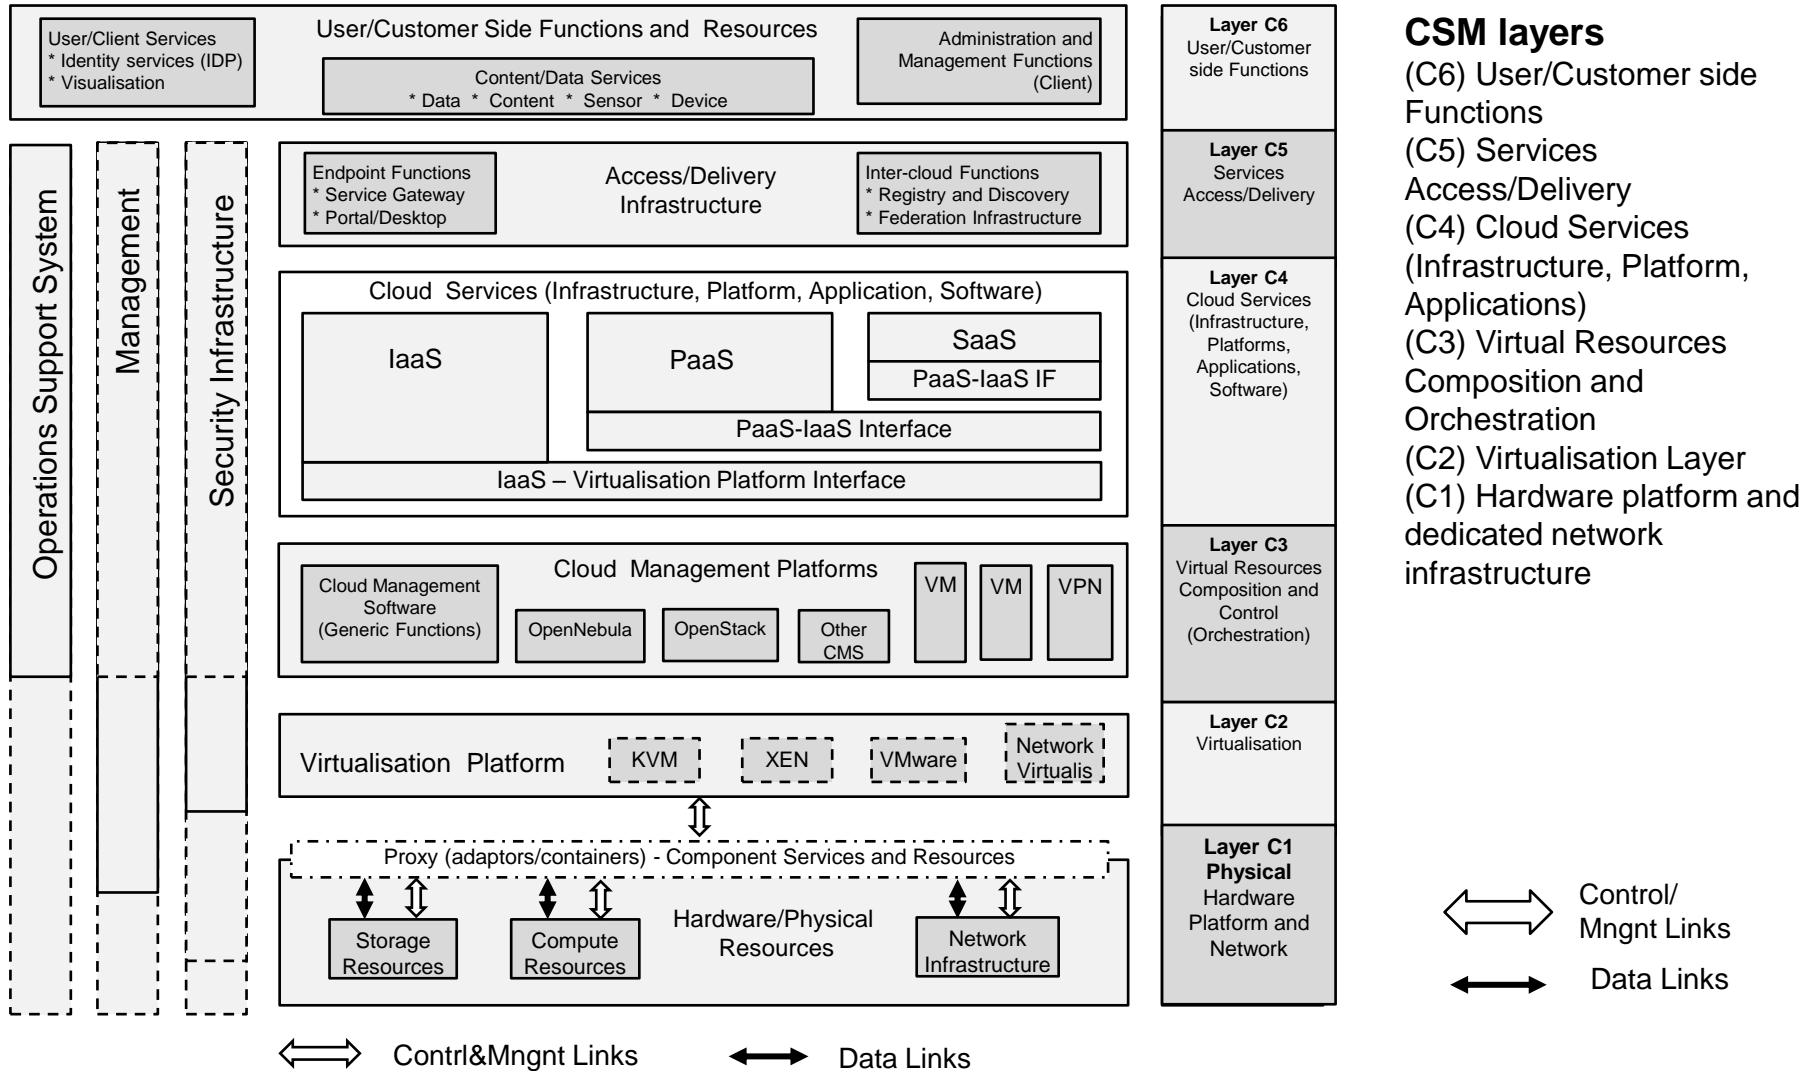 User/Customer Side Functions and Resources
User/Client Services
* Identity services (IDP)
* Visualisation
Content/Data Services
* Data * Content * Sensor * Device
Administration and
Management Functions
(Client)
Operations Support System
Management
Security Infrastructure
Endpoint Functions
* Service Gateway
* Portal/Desktop
Access/Delivery
Infrastructure
Inter-cloud Functions
* Registry and Discovery
* Federation Infrastructure
Cloud Services (Infrastructure, Platform, Application, Software)
IaaS
PaaS
SaaS
PaaS-IaaS IF
PaaS-IaaS Interface
IaaS – Virtualisation Platform Interface
Cloud Management Platforms
Cloud Management
Software
(Generic Functions)
OpenNebula
OpenStack
Other
CMS
VM
VM
VPN
Virtualisation Platform
KVM
XEN
VMware
Network
Virtualis
Proxy (adaptors/containers) - Component Services and Resources
Storage
Resources
Compute
Resources
Hardware/Physical
Resources
Network
Infrastructure
Contrl&Mngnt Links
Data Links
Layer C6
User/Customer
side Functions
Layer C5
Services
Access/Delivery
Layer C4
Cloud Services
(Infrastructure,
Platforms,
Applications,
Software)
Layer C3
Virtual Resources
Composition and
Control
(Orchestration)
Layer C2
Virtualisation
Layer C1
Physical
Hardware
Platform and
Network
CSM layers
(C6) User/Customer side
Functions
(C5) Services
Access/Delivery
(C4) Cloud Services
(Infrastructure, Platform,
Applications)
(C3) Virtual Resources
Composition and
Orchestration
(C2) Virtualisation Layer
(C1) Hardware platform and
dedicated network
infrastructure
Control/
Mngnt Links
Data Links